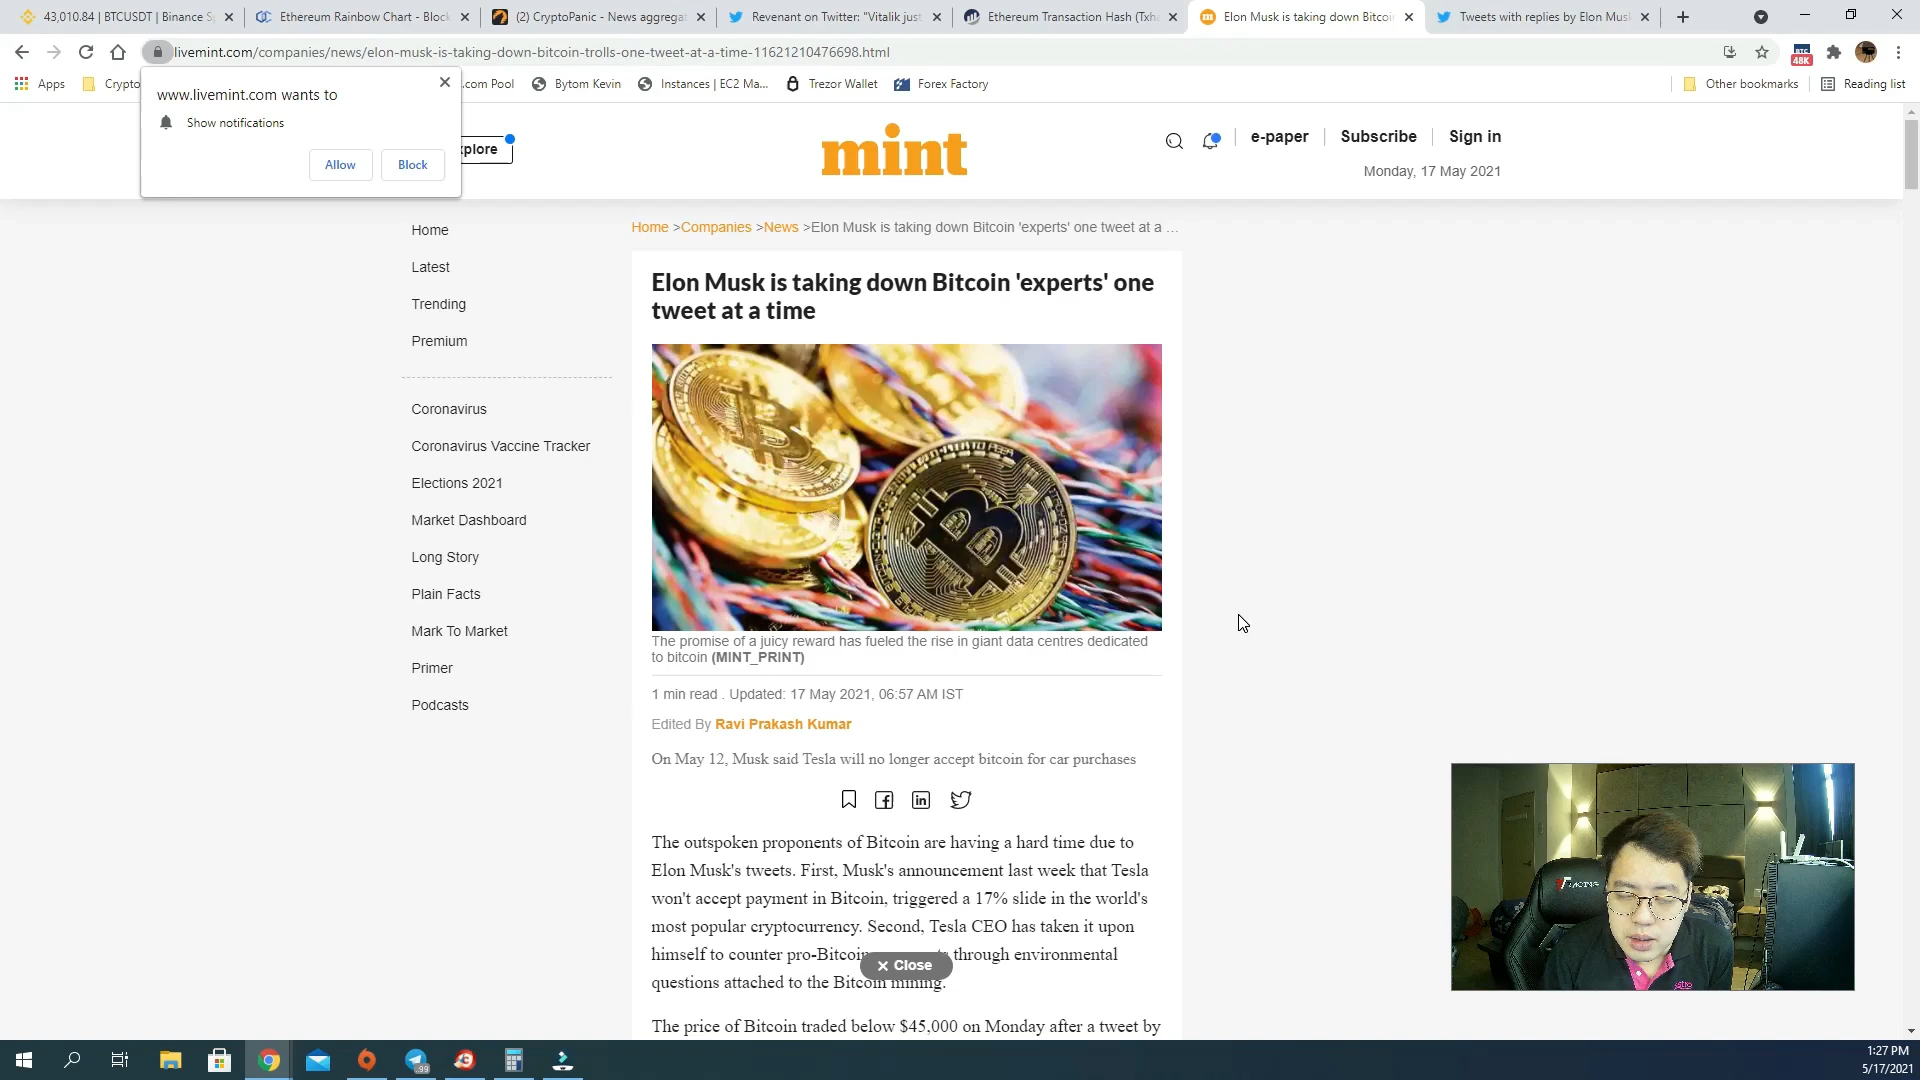 43,010.84 | BTCUSDT | Binance S
Ethereum Rainbow Chart - Block
(2) CryptoPanic - News aggregat
Revenant on Twitter: "Vitalik just
Ethereum Transaction Hash (Txha
Elon Musk is taking down Bitcoin
Tweets with replies by Elon Musk
livemint.com/companies/news/elon-musk-is-taking-down-bitcoin-trolls-one-tweet-at-a-time-11621210476698.html
48K
Apps
Crypto
.com Pool
Bytom Kevin
Instances | EC2 Ma...
Trezor Wallet
Forex Factory
Other bookmarks
Reading list
www.livemint.com wants to
Show notifications
Allow
Block
xplore
mint
e-paper
Subscribe
Sign in
Monday, 17 May 2021
Home
Latest
Trending
Premium
Coronavirus
Coronavirus Vaccine Tracker
Elections 2021
Market Dashboard
Long Story
Plain Facts
Mark To Market
Primer
Podcasts
Home >Companies >News >Elon Musk is taking down Bitcoin 'experts' one tweet at a ...
Elon Musk is taking down Bitcoin 'experts' one
tweet at a time
The promise of a juicy reward has fueled the rise in giant data centres dedicated
to bitcoin (MINT_PRINT)
1 min read . Updated: 17 May 2021, 06:57 AM IST
Edited By Ravi Prakash Kumar
On May 12, Musk said Tesla will no longer accept bitcoin for car purchases
The outspoken proponents of Bitcoin are having a hard time due to
Elon Musk's tweets. First, Musk's announcement last week that Tesla
won't accept payment in Bitcoin, triggered a 17% slide in the world's
most popular cryptocurrency. Second, Tesla CEO has taken it upon
himself to counter pro-Bitcoin through environmental
Close
questions attached to the Bitcoin mining.
The price of Bitcoin traded below $45,000 on Monday after a tweet by
99
1:27 PM
5/17/2021